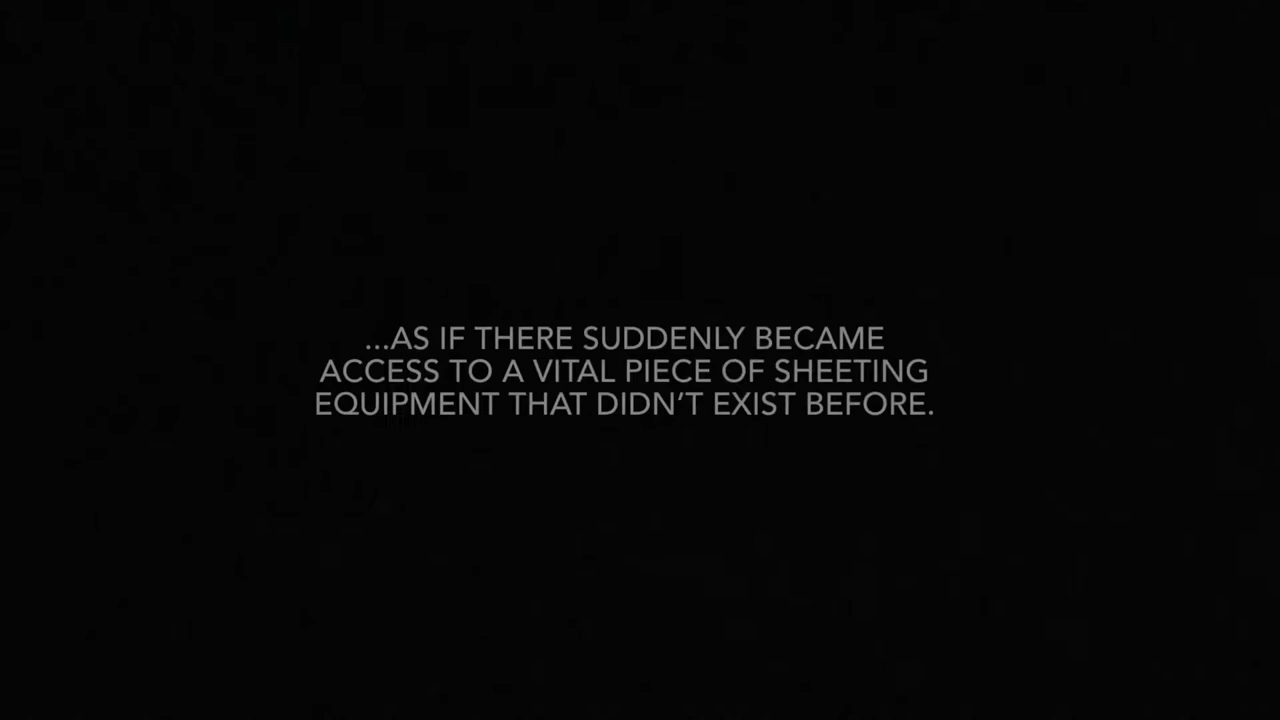 ...AS IF THERE SUDDENLY BECAME
ACCESS TO A VITAL PIECE OF SHEETING
EQUIPMENT THAT DIDN’T EXIST BEFORE.